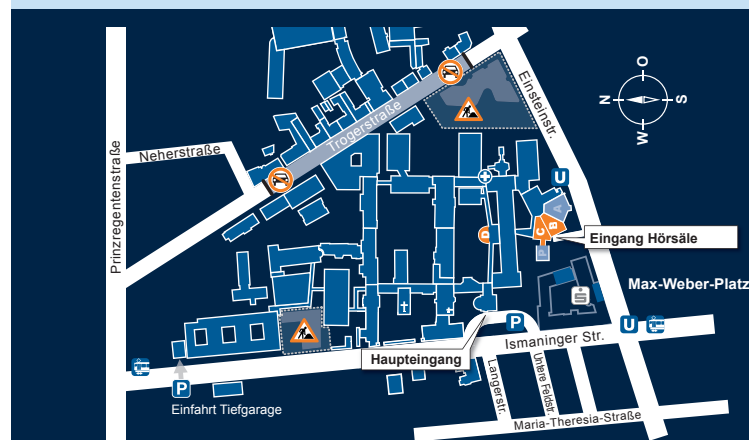 O
N
S
W
Einsteinstr.
Trogerstraße
Neherstraße
Prinzregentenstraße
U
A
B
C
D
P
Eingang Hörsäle
Max-Weber-Platz
S
P
U
Ismaninger Str.
Haupteingang
Langerstr.
Untere Feldstr.
P
Einfahrt Tiefgarage
Maria-Theresia-Straße